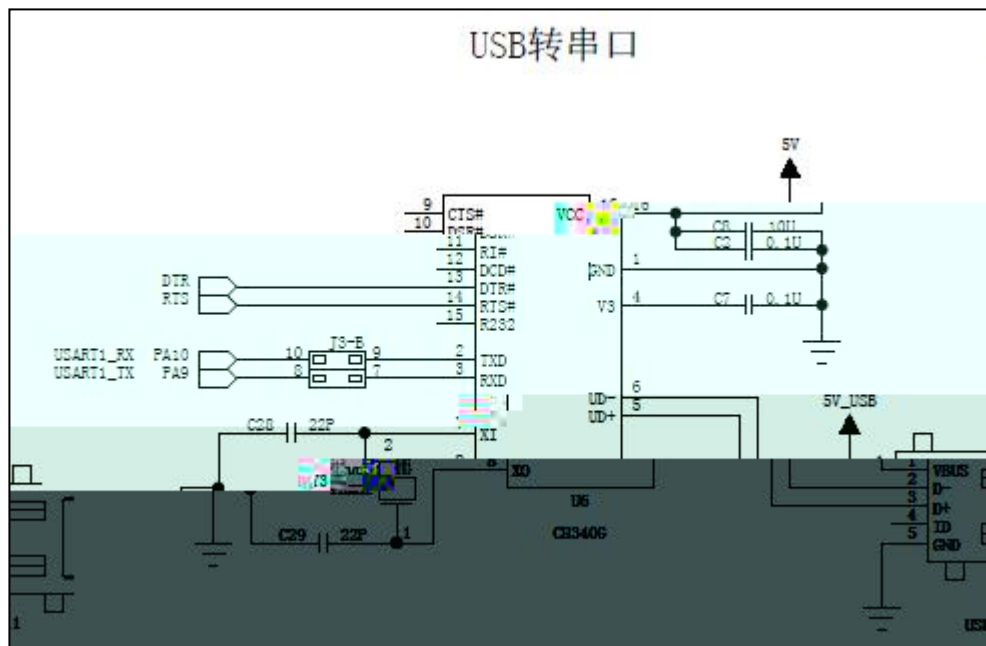 USB转串口
5V
9 CTS# VCC
10
C8 10U
11 RI# C2 0.1U
12 DCD# GND 1
DTR 13 DTR#
RTS 14 RTS# V3 4 C7 0.1U
15 R232
J3-B
USART1_RX PA10 10 9 2 TXD
USART1_TX PA9 8 7 3 RXD
UD- 6
UD+ 5 5V_USB
C28 22P XI
2
8 XO 1 VBUS
2 D-
U6 3 D+
4 ID
C29 22P 1 CH340G 5 GND
1